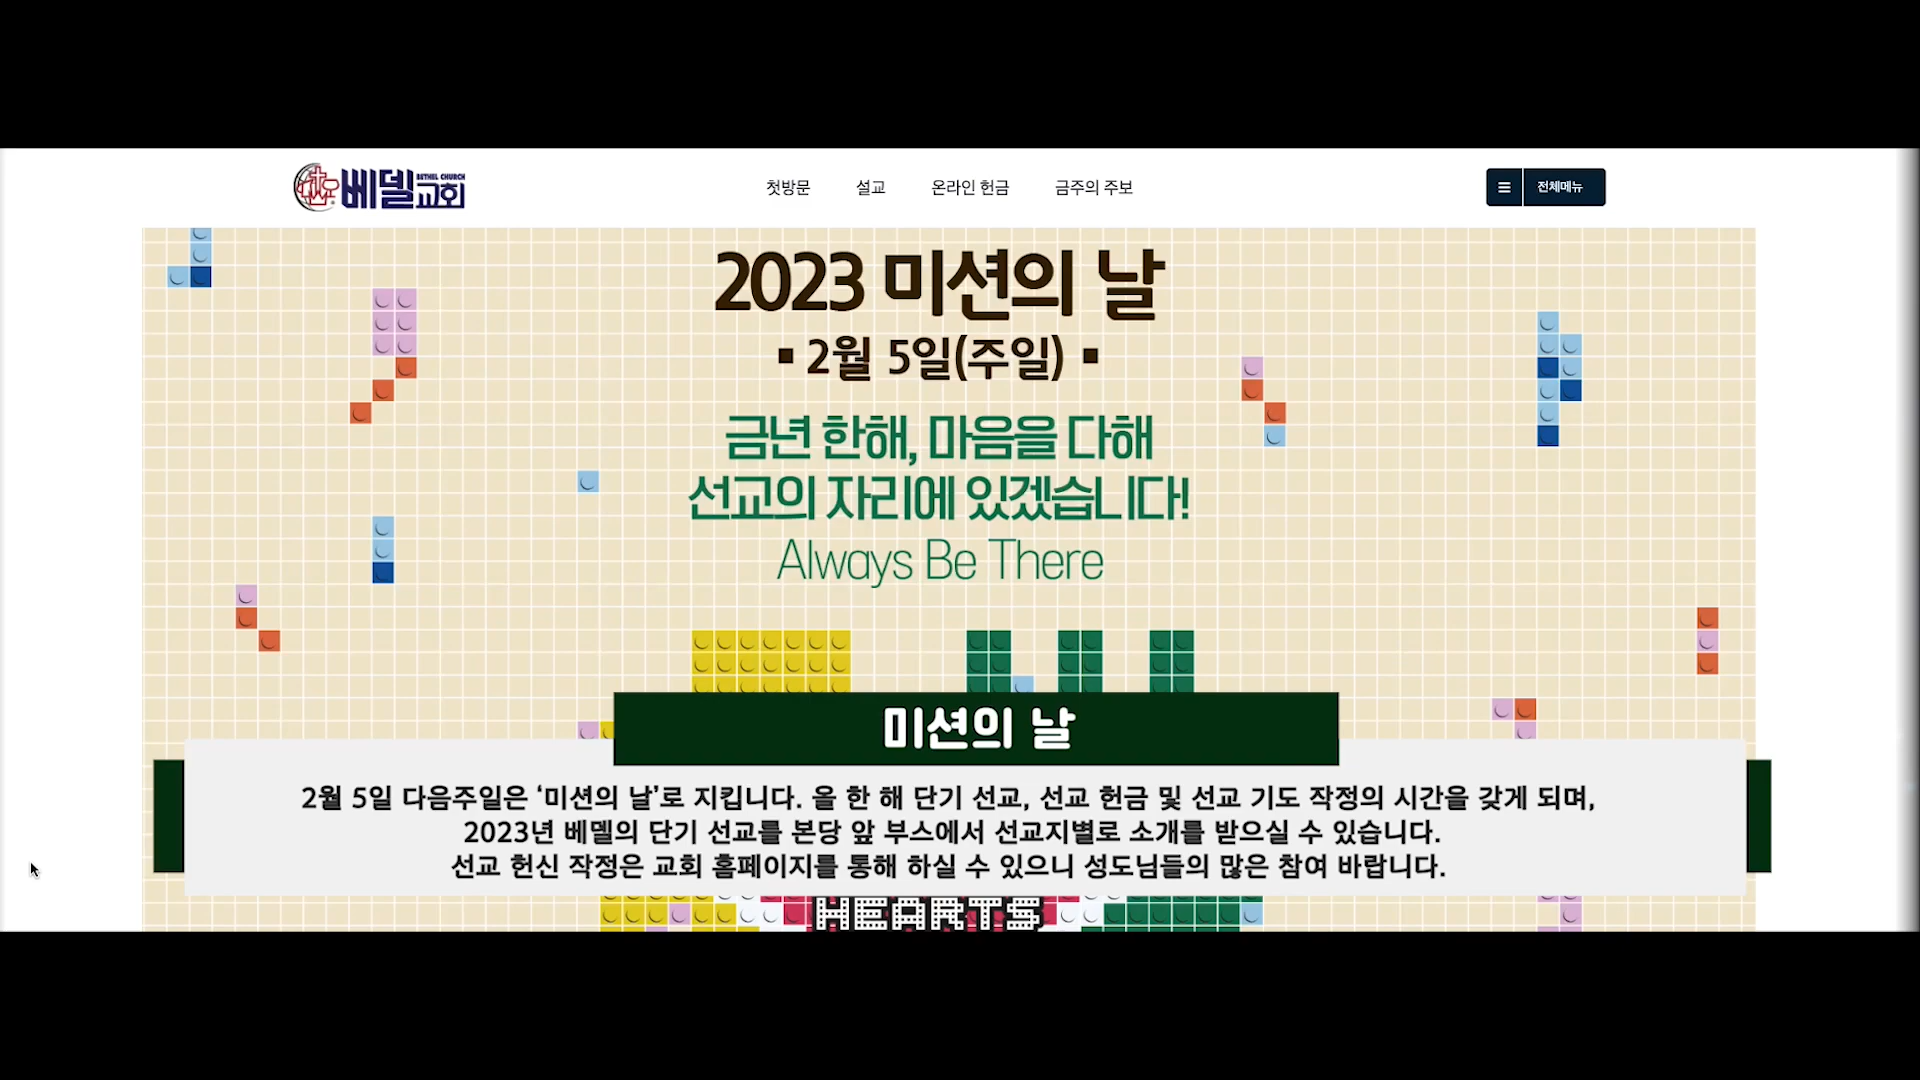 베델교회
BETHEL CHURCH
첫방문 설교 온라인 헌금 금주의 주보
전체메뉴
2023 미션의 날
▪ 2월 5일(주일) ▪
금년 한해, 마음을 다해
선교의 자리에 있겠습니다!
Always Be There
미션의 날
2월 5일 다음주일은 ‘미션의 날’로 지킵니다. 올 한 해 단기 선교, 선교 헌금 및 선교 기도 작정의 시간을 갖게 되며,
2023년 베델의 단기 선교를 본당 앞 부스에서 선교지별로 소개를 받으실 수 있습니다.
선교 헌신 작정은 교회 홈페이지를 통해 하실 수 있으니 성도님들의 많은 참여 바랍니다.
HEARTS